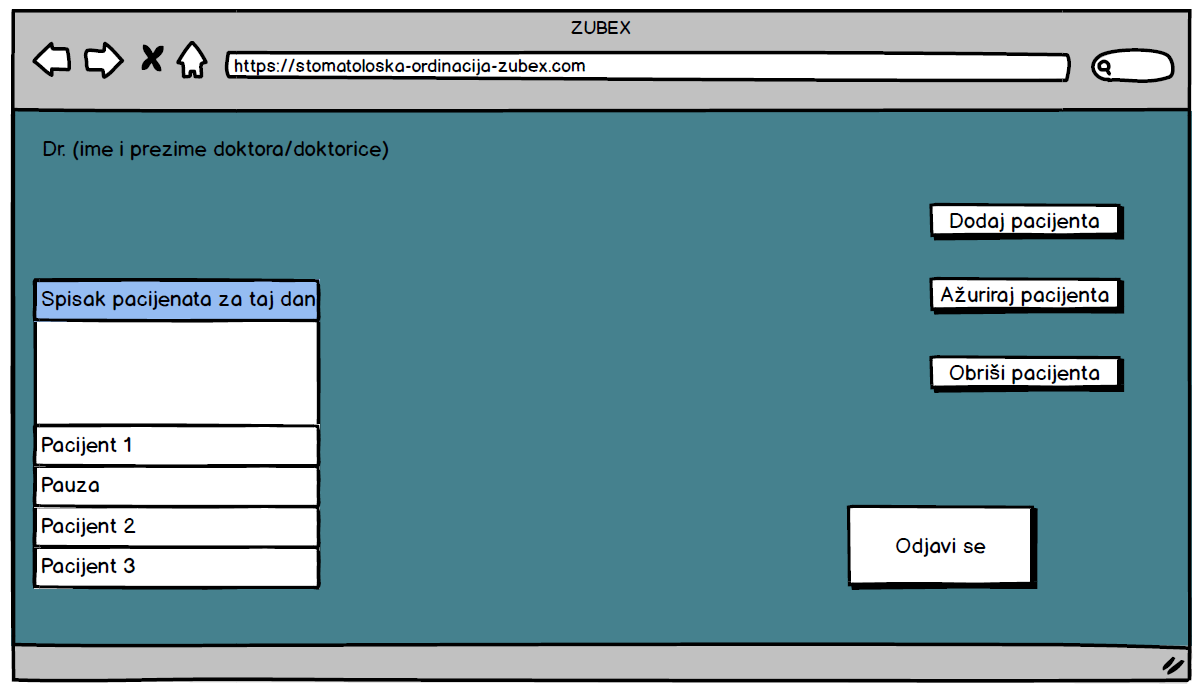 ZUBEX
https://stomatoloska-ordinacija-zubex.com
Dr. (ime i prezime doktora/doktorice)
Dodaj pacijenta
Ažuriraj pacijenta
Obriši pacijenta
Spisak pacijenata za taj dan
Pacijent 1
Pauza
Pacijent 2
Pacijent 3
Odjavi se